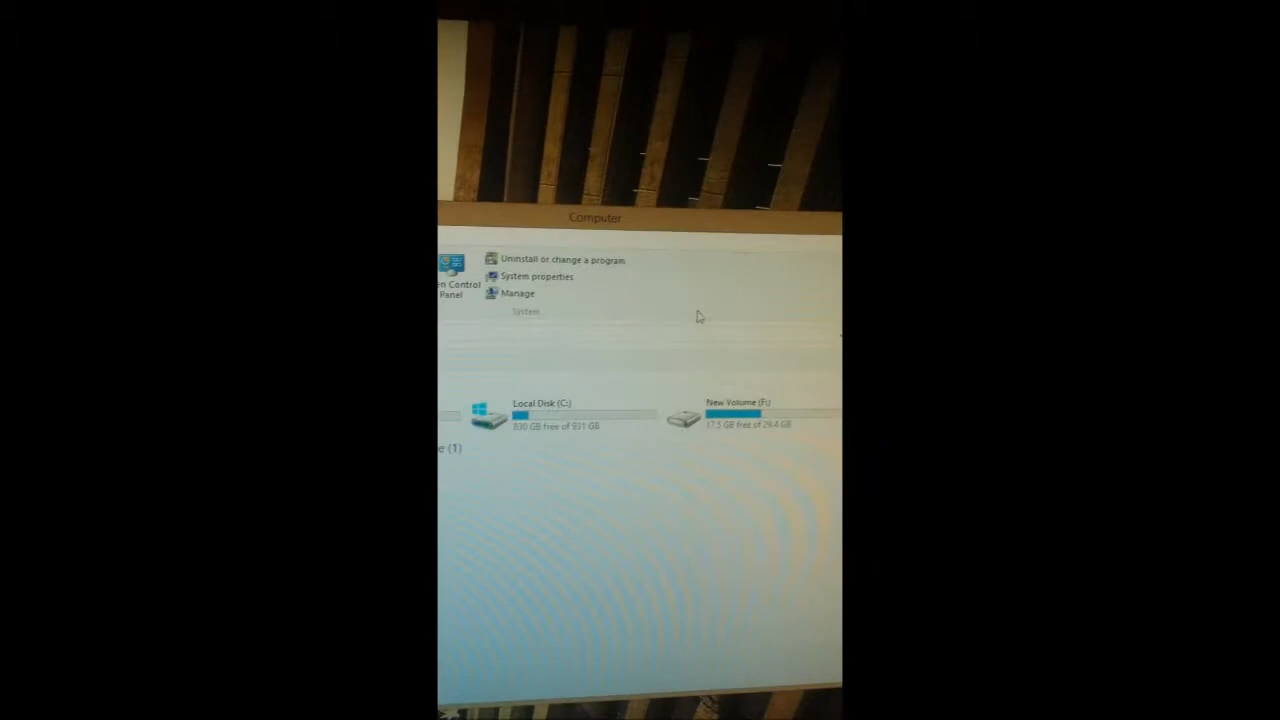 Computer
Uninstall or change a program
System properties
en Control
Panel
Manage
System
Local Disk (C:)
830 GB free of 931 GB
New Volume (F:)
17.5 GB free of 29.4 GB
e (1)